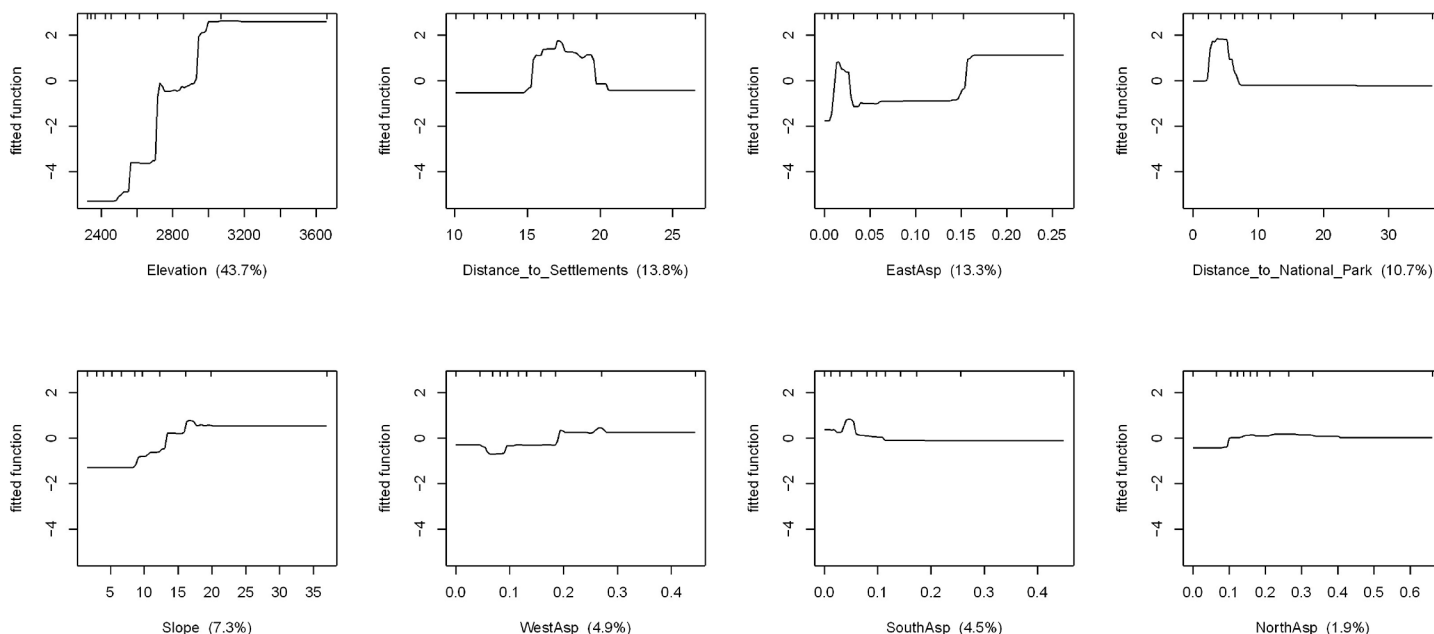 fitted function
2
0
−2
−4
2400 2800 3200 3600
Elevation (43.7%)
fitted function
2
0
−2
−4
10 15 20 25
Distance_to_Settlements (13.8%)
fitted function
2
0
−2
−4
0.00 0.05 0.10 0.15 0.20 0.25
EastAsp (13.3%)
fitted function
2
0
−2
−4
0 10 20 30
Distance_to_National_Park (10.7%)
fitted function
2
0
−2
−4
5 10 15 20 25 30 35
Slope (7.3%)
fitted function
2
0
−2
−4
0.0 0.1 0.2 0.3 0.4
WestAsp (4.9%)
fitted function
2
0
−2
−4
0.0 0.1 0.2 0.3 0.4
SouthAsp (4.5%)
fitted function
2
0
−2
−4
0.0 0.1 0.2 0.3 0.4 0.5 0.6
NorthAsp (1.9%)